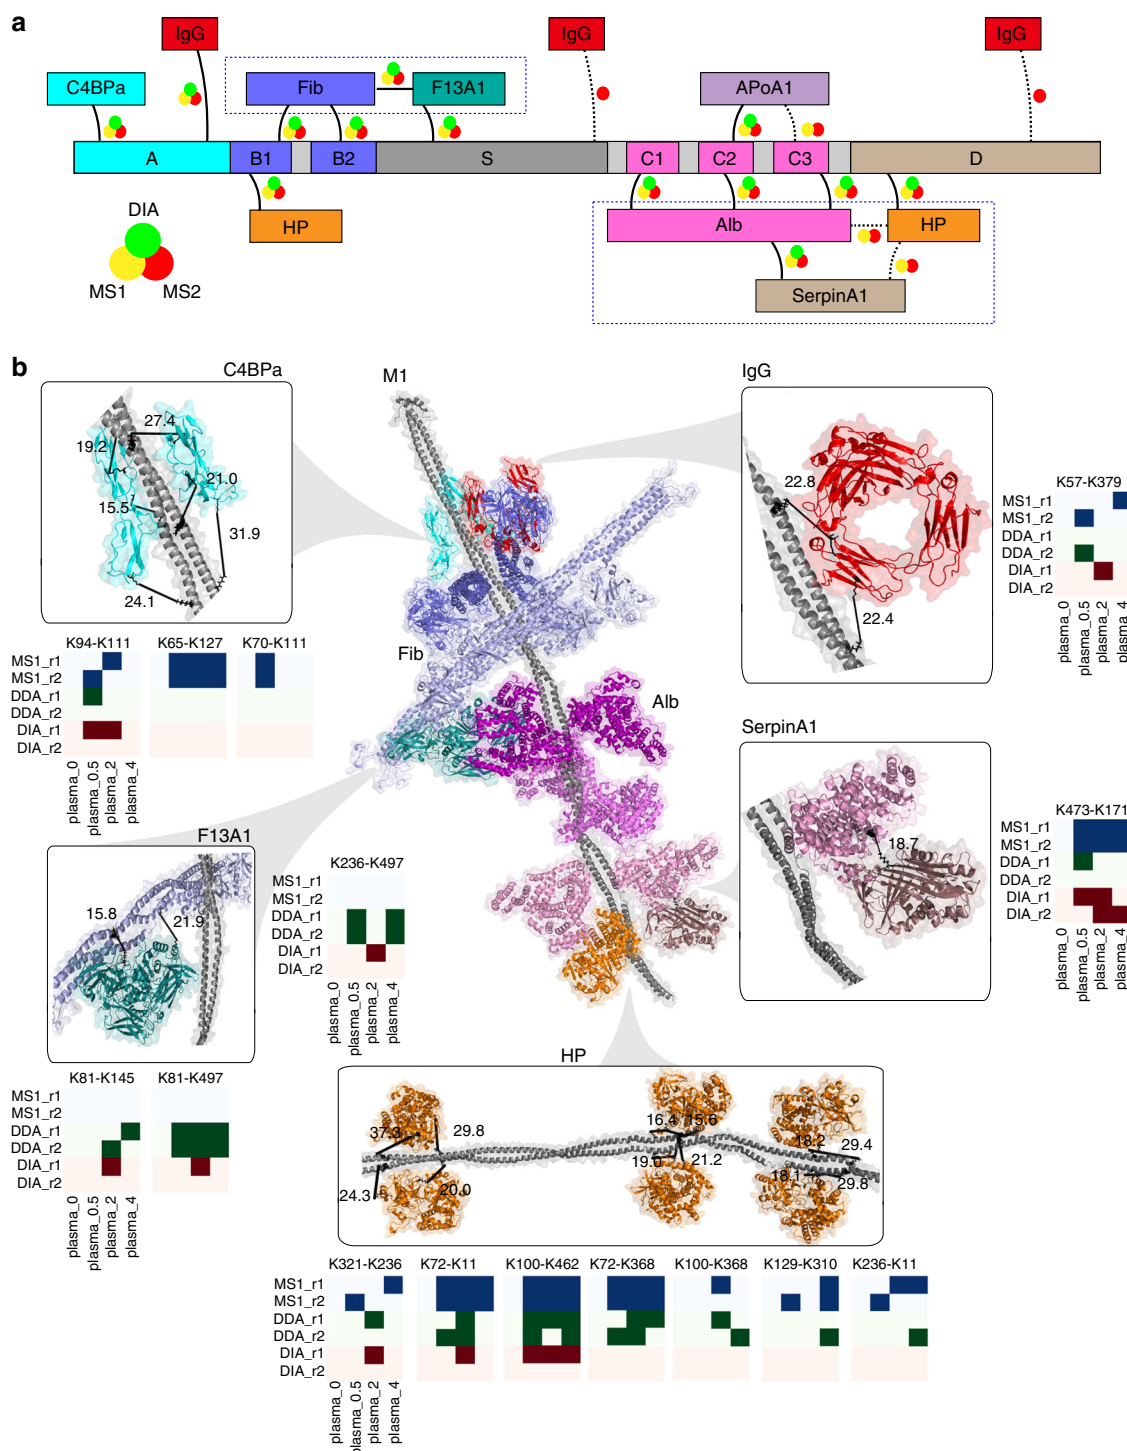 a
IgG
IgG
IgG
C4BPa
Fib
F13A1
APoA1
A
B1
B2
S
C1
C2
C3
D
DIA
HP
Alb
HP
MS1
MS2
SerpinA1
b
C4BPa
M1
IgG
27.4
19.2
21.0
15.5
31.9
24.1
22.8
22.4
K57-K379
MS1_r1
MS1_r2
DDA_r1
DDA_r2
DIA_r1
DIA_r2
plasma_0
plasma_0.5
plasma_2
plasma_4
Fib
Alb
K94-K111
K65-K127
K70-K111
MS1_r1
MS1_r2
DDA_r1
DDA_r2
DIA_r1
DIA_r2
plasma_0
plasma_0.5
plasma_2
plasma_4
SerpinA1
18.7
K473-K171
MS1_r1
MS1_r2
DDA_r1
DDA_r2
DIA_r1
DIA_r2
plasma_0
plasma_0.5
plasma_2
plasma_4
F13A1
15.8
21.9
K236-K497
MS1_r1
MS1_r2
DDA_r1
DDA_r2
DIA_r1
DIA_r2
plasma_0
plasma_0.5
plasma_2
plasma_4
K81-K145
K81-K497
MS1_r1
MS1_r2
DDA_r1
DDA_r2
DIA_r1
DIA_r2
plasma_0
plasma_0.5
plasma_2
plasma_4
HP
37.3
29.8
16.4
15.6
18.2
29.4
24.3
20.0
19.0
21.2
18.1
29.8
K321-K236
K72-K11
K100-K462
K72-K368
K100-K368
K129-K310
K236-K11
MS1_r1
MS1_r2
DDA_r1
DDA_r2
DIA_r1
DIA_r2
plasma_0
plasma_0.5
plasma_2
plasma_4